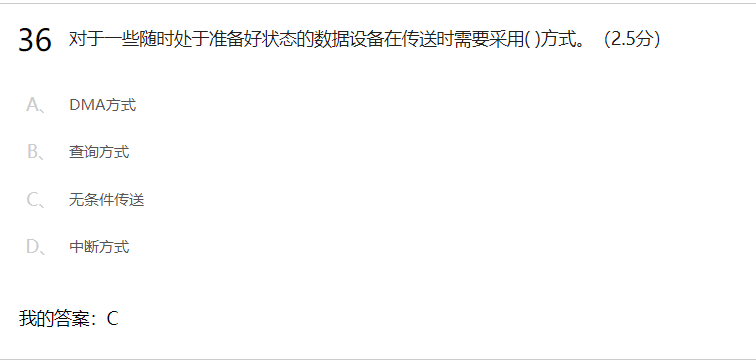 36 对于一些随时处于准备好状态的数据设备在传送时需要采用( )方式。（2.5分）
A、 DMA方式
B、 查询方式
C、 无条件传送
D、 中断方式
我的答案：C